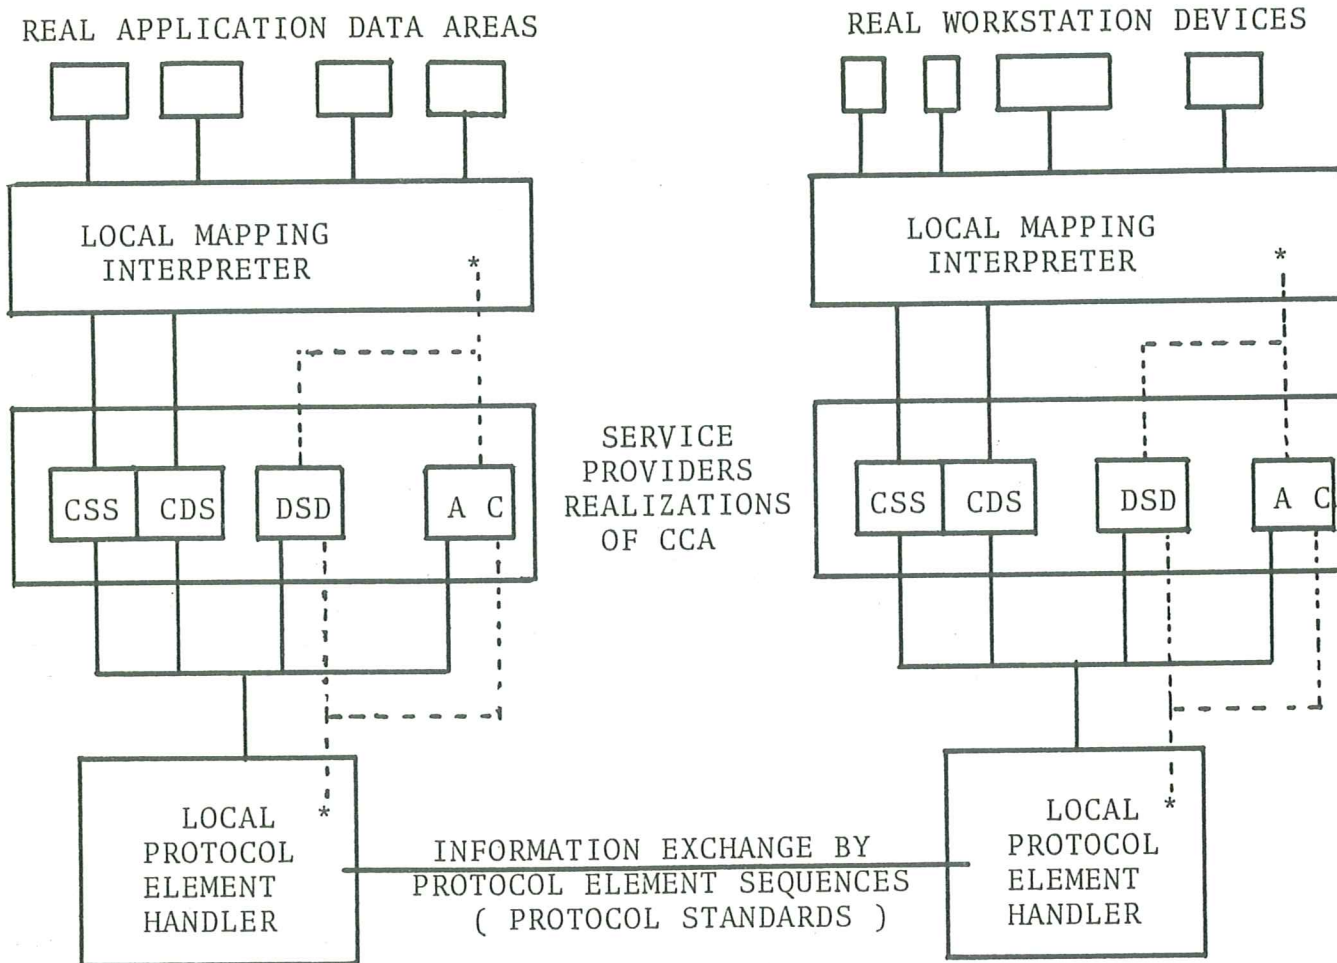 REAL APPLICATION DATA AREAS
REAL WORKSTATION DEVICES
LOCAL MAPPING
INTERPRETER *
LOCAL MAPPING
INTERPRETER *
CSS CDS DSD A C
SERVICE
PROVIDERS
REALIZATIONS
OF CCA
CSS CDS DSD A C
LOCAL *
PROTOCOL
ELEMENT
HANDLER
INFORMATION EXCHANGE BY
PROTOCOL ELEMENT SEQUENCES
( PROTOCOL STANDARDS )
LOCAL *
PROTOCOL
ELEMENT
HANDLER